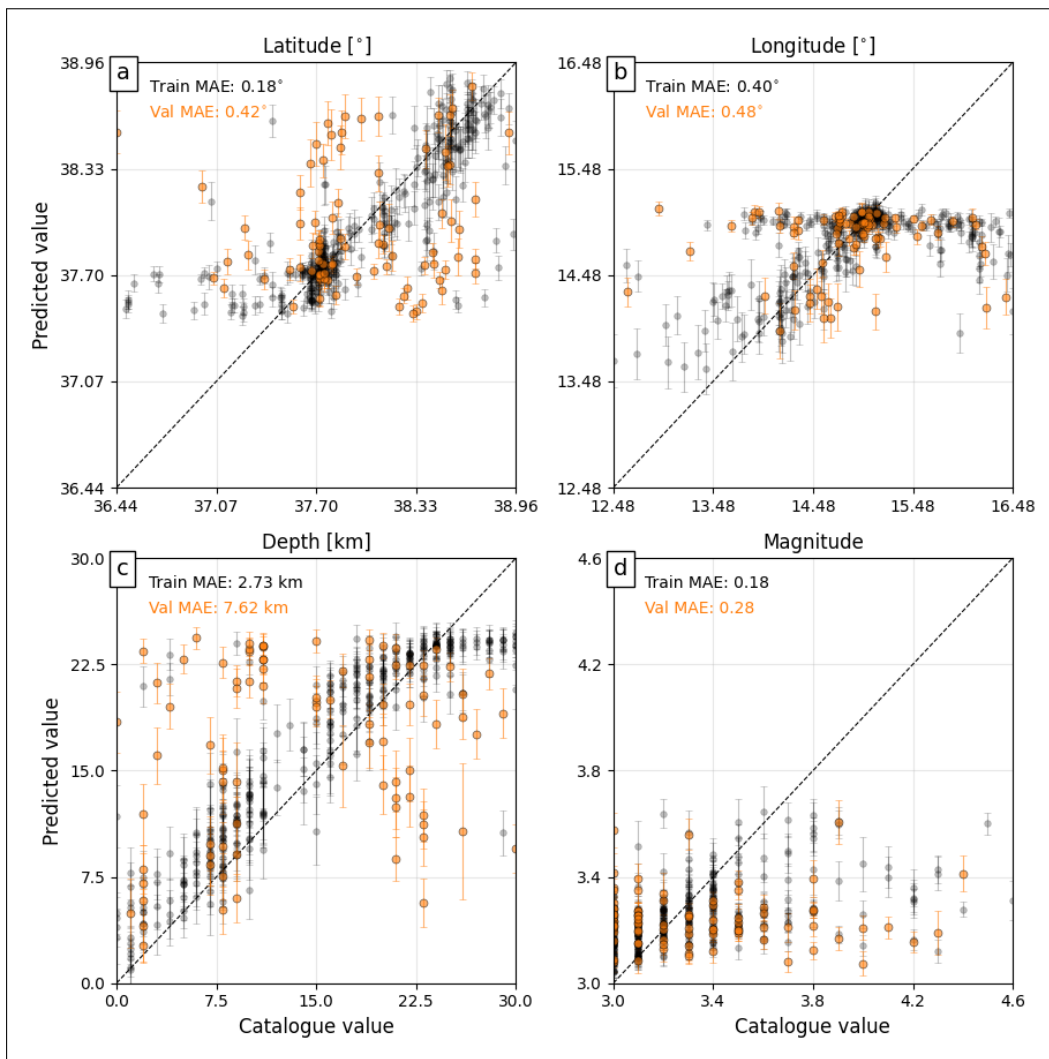 Latitude [°]
a
Train MAE: 0.18°
Val MAE: 0.42°
38.96
38.33
37.70
37.07
36.44
36.44 37.07 37.70 38.33 38.96
Predicted value
Longitude [°]
b
Train MAE: 0.40°
Val MAE: 0.48°
16.48
15.48
14.48
13.48
12.48
12.48 13.48 14.48 15.48 16.48
Depth [km]
c
Train MAE: 2.73 km
Val MAE: 7.62 km
30.0
22.5
15.0
7.5
0.0
0.0 7.5 15.0 22.5 30.0
Predicted value
Catalogue value
Magnitude
d
Train MAE: 0.18
Val MAE: 0.28
4.6
4.2
3.8
3.4
3.0
3.0 3.4 3.8 4.2 4.6
Catalogue value